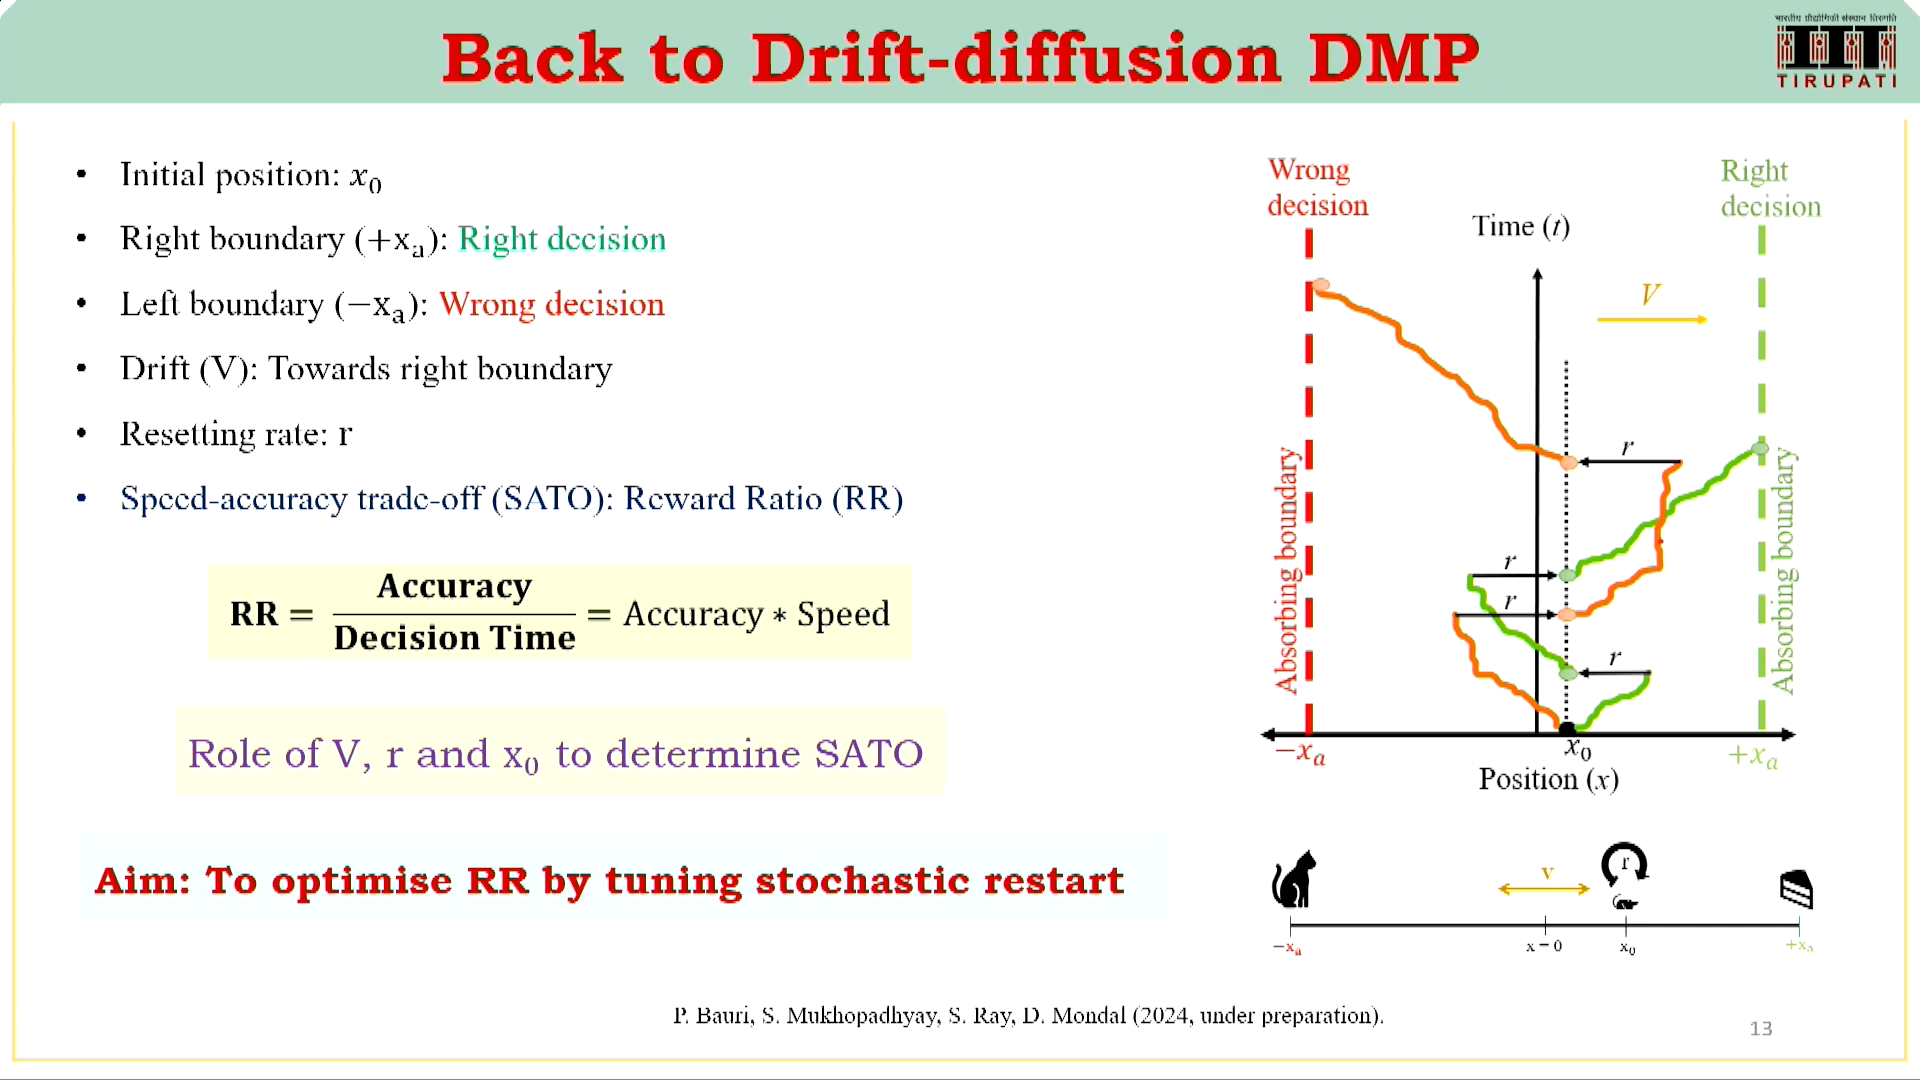 Back to Drift-diffusion DMP
TIRUPATI
• Initial position: x₀
• Right boundary (+xₐ): Right decision
• Left boundary (−xₐ): Wrong decision
• Drift (V): Towards right boundary
• Resetting rate: r
• Speed-accuracy trade-off (SATO): Reward Ratio (RR)
RR = Accuracy / Decision Time = Accuracy ∗ Speed
Role of V, r and x₀ to determine SATO
Aim: To optimise RR by tuning stochastic restart
Wrong
decision
Right
decision
Time (t)
V
r
r
r
r
Absorbing boundary
Absorbing boundary
−xₐ
x₀
+xₐ
Position (x)
v
r
−xₐ
x = 0
x₀
+xₐ
P. Bauri, S. Mukhopadhyay, S. Ray, D. Mondal (2024, under preparation).
13